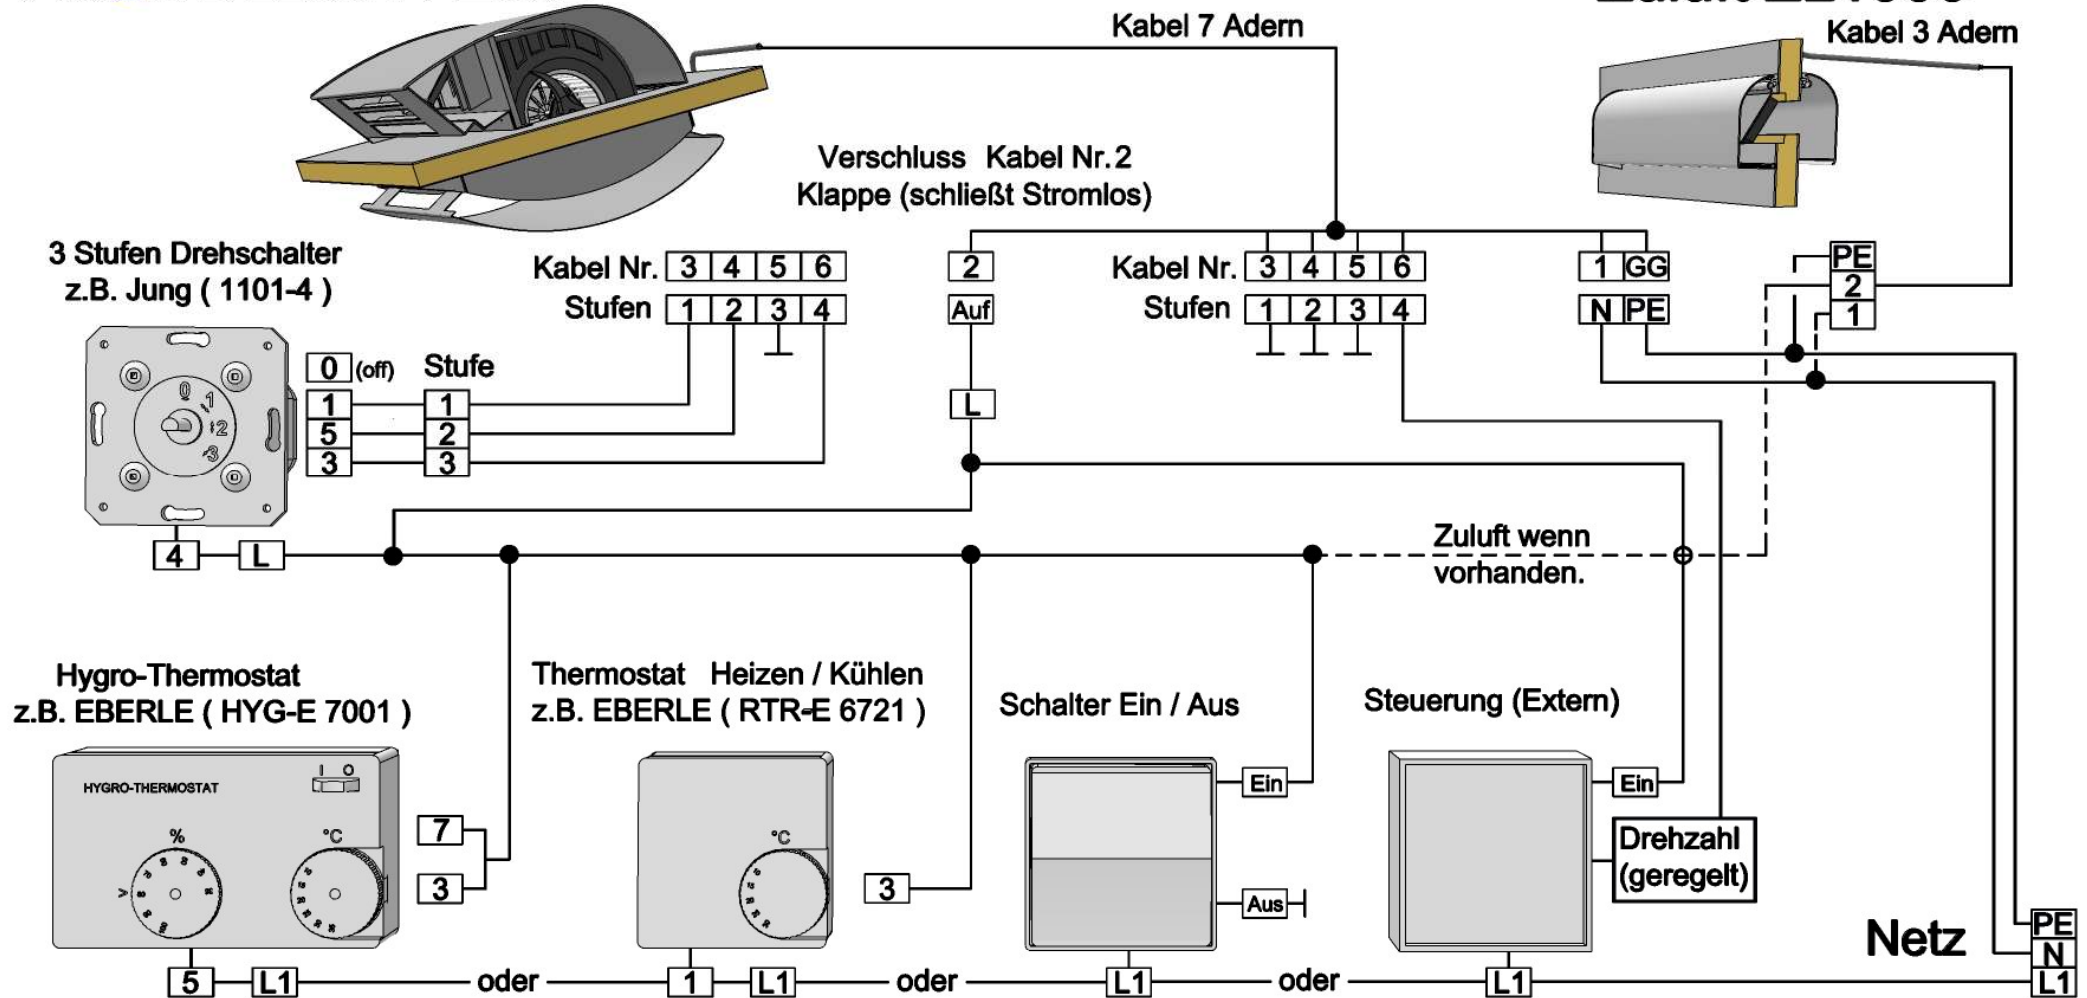 Kabel 7 Adern
Kabel 3 Adern
Verschluss Kabel Nr.2
Klappe (schließt Stromlos)
3 Stufen Drehschalter
z.B. Jung ( 1101-4 )
Kabel Nr. 3 4 5 6
Stufen 1 2 3 4
2
Auf
L
Kabel Nr. 3 4 5 6
Stufen 1 2 3 4
1 GG
N PE
PE
2
1
0 (off) Stufe
1 1
5 2
3 3
0
1
2
3
4 L
Zuluft wenn
vorhanden.
Hygro-Thermostat
z.B. EBERLE ( HYG-E 7001 )
Thermostat Heizen / Kühlen
z.B. EBERLE ( RTR-E 6721 )
Schalter Ein / Aus
Steuerung (Extern)
I O
HYGRO-THERMOSTAT
% °C
7
3
°C
3
Ein
Aus
Ein
Drehzahl
(geregelt)
Netz
PE
N
L1
5 L1 oder 1 L1 oder L1 oder L1